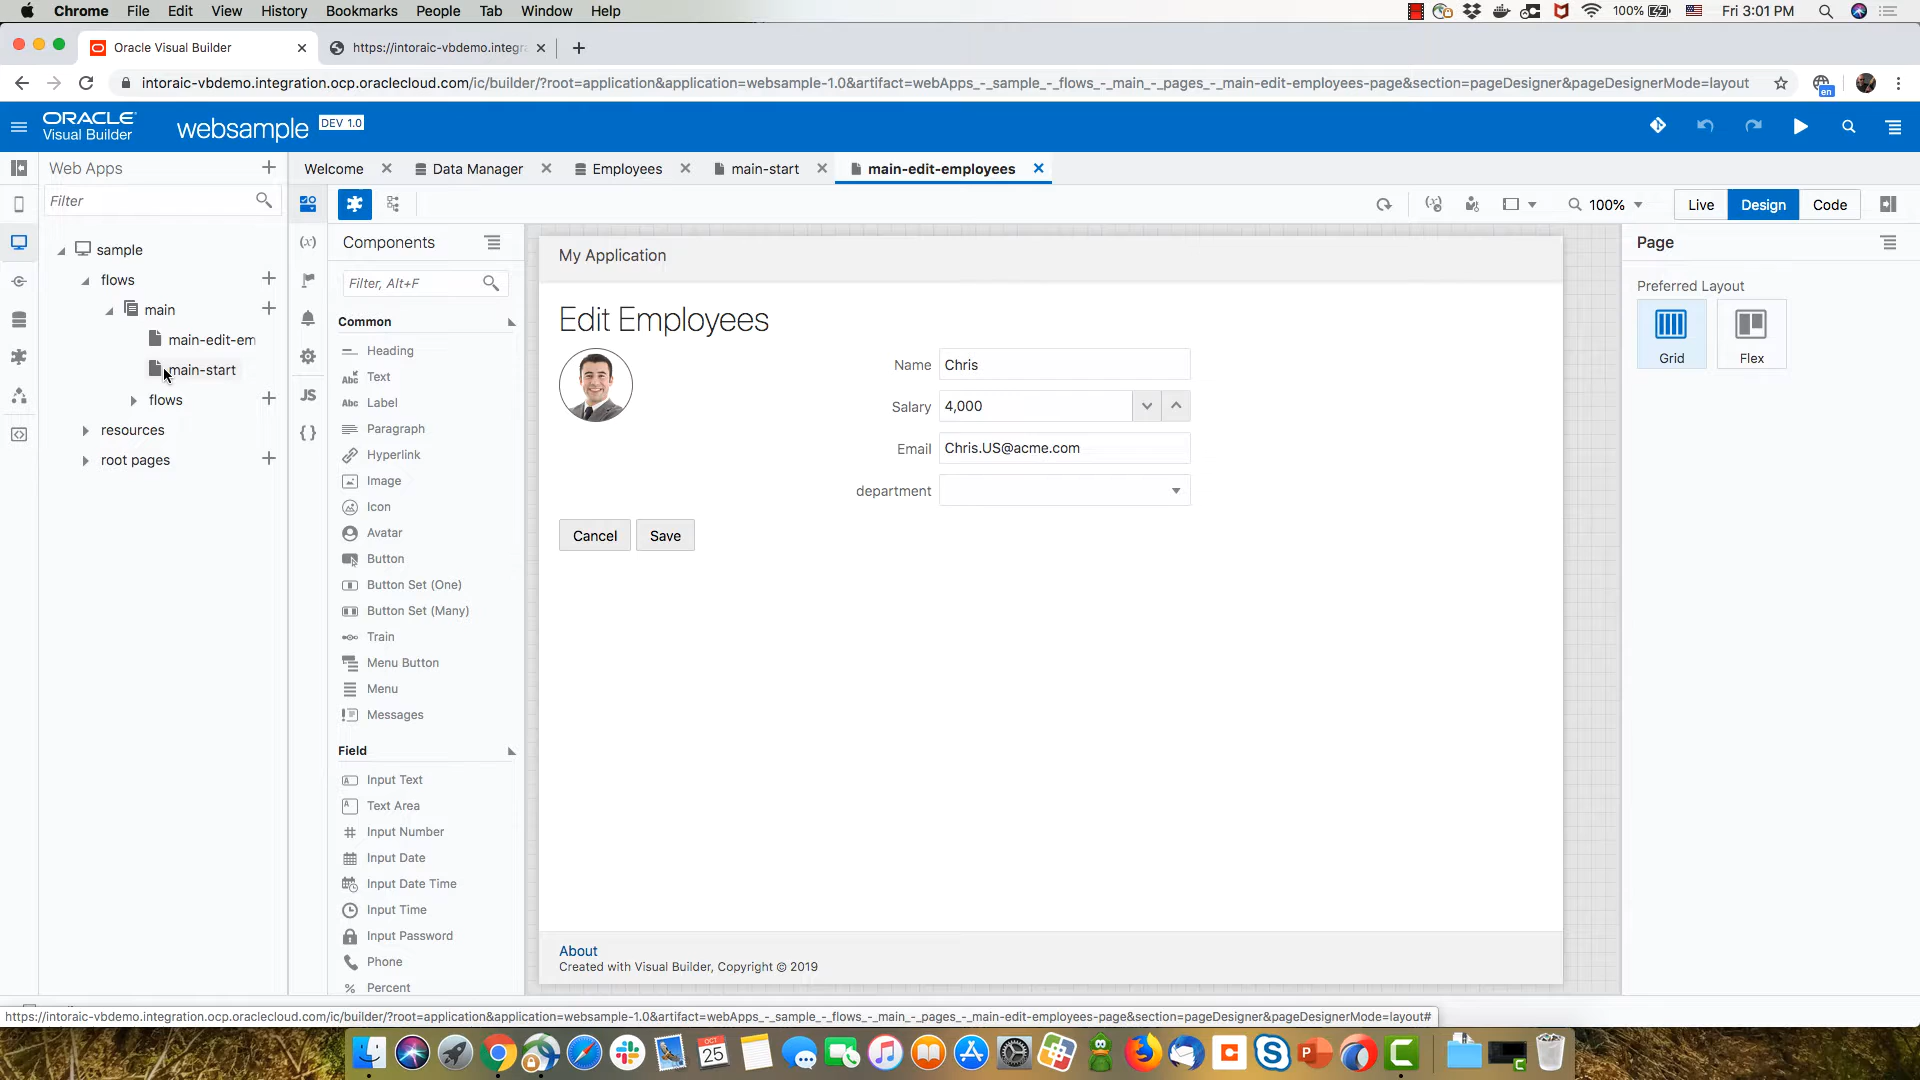 Chrome File Edit View History Bookmarks People Tab Window Help 100% Fri 3:01 PM
Oracle Visual Builder https://intoraic-vbdemo.integra
intoraic-vbdemo.integration.ocp.oraclecloud.com/ic/builder/?root=application&application=websample-1.0&artifact=webApps_-_sample_-_flows_-_main_-_pages_-_main-edit-employees-page&section=pageDesigner&pageDesignerMode=layout
en
ORACLE
Visual Builder
websample DEV 1.0
Web Apps
Filter
sample
flows
main
main-edit-em
main-start
flows
resources
root pages
Welcome Data Manager Employees main-start main-edit-employees
100% Live Design Code
(x)
JS
{ }
Components
Filter, Alt+F
Common
Heading
Abc Text
Abc Label
Paragraph
Hyperlink
Image
Icon
Avatar
Button
Button Set (One)
Button Set (Many)
Train
Menu Button
Menu
Messages
Field
Input Text
Text Area
# Input Number
Input Date
Input Date Time
Input Time
Input Password
Phone
% Percent
My Application
Edit Employees
Name Chris
Salary 4,000
Email Chris.US@acme.com
department
Cancel Save
About
Created with Visual Builder, Copyright © 2019
Page
Preferred Layout
Grid Flex
https://intoraic-vbdemo.integration.ocp.oraclecloud.com/ic/builder/?root=application&application=websample-1.0&artifact=webApps_-_sample_-_flows_-_main_-_pages_-_main-edit-employees-page&section=pageDesigner&pageDesignerMode=layout#
OCT
25